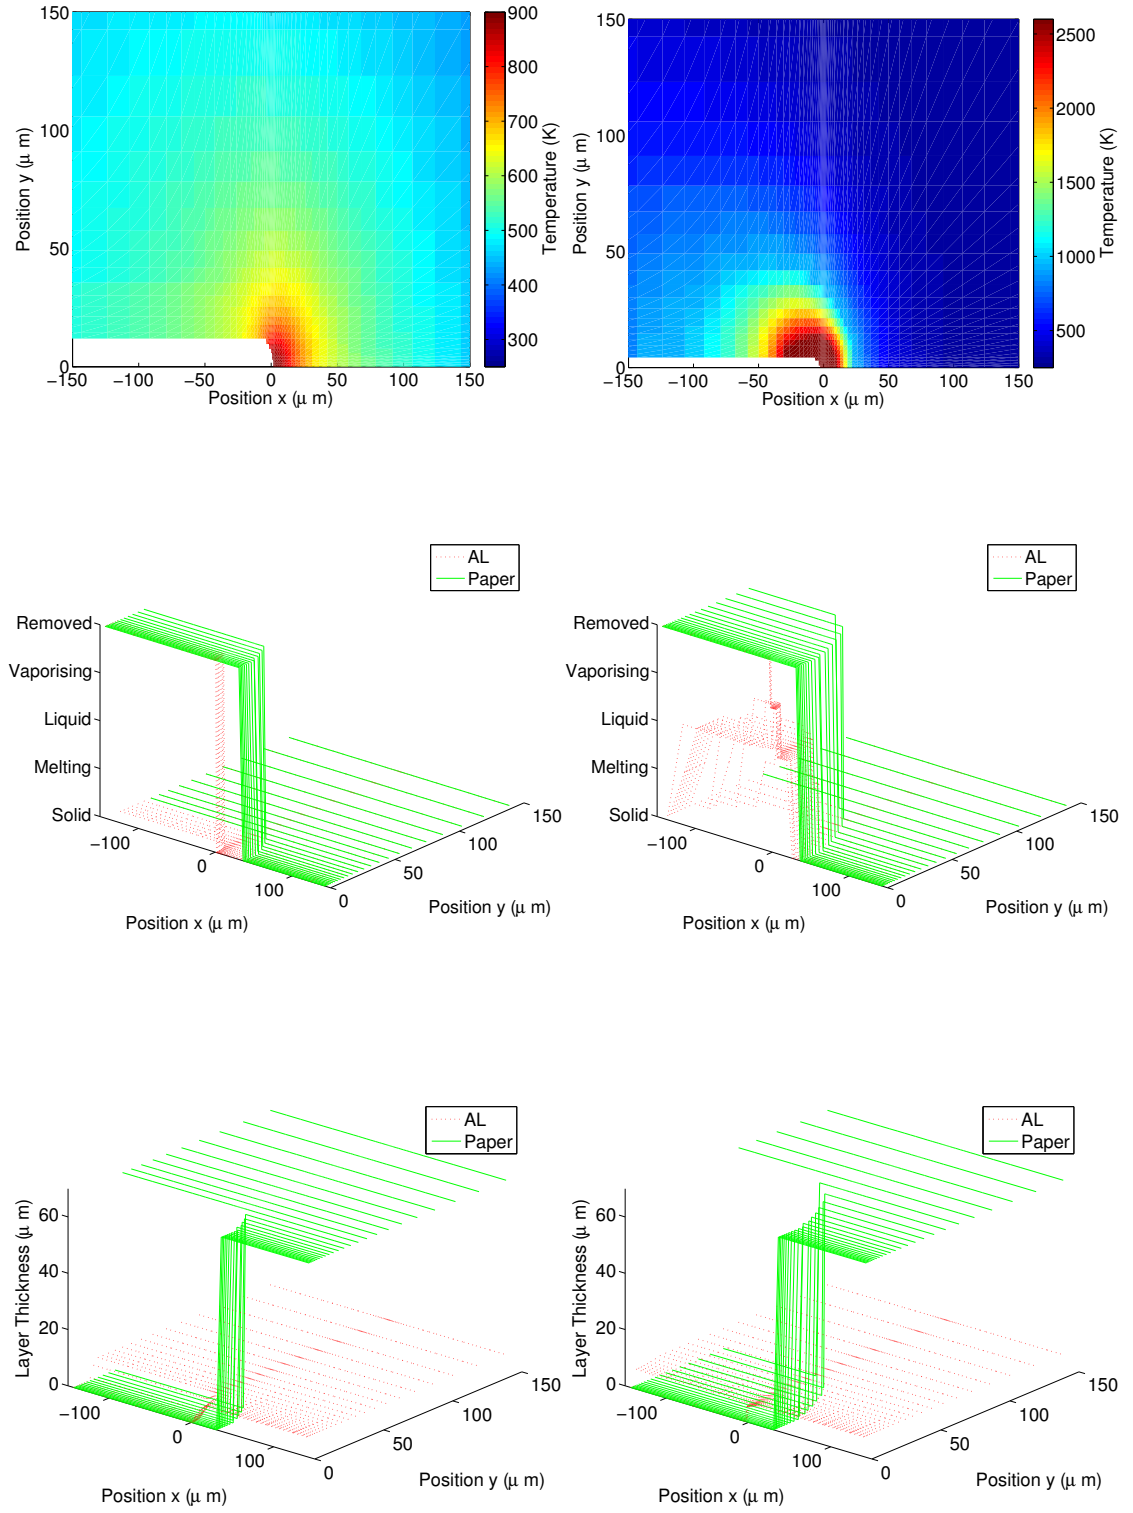 150
100
50
0
Position y (μ m)
−150
−100
−50
0
50
100
150
Position x (μ m)
900
800
700
600
500
400
300
Temperature (K)
150
100
50
0
Position y (μ m)
−150
−100
−50
0
50
100
150
Position x (μ m)
2500
2000
1500
1000
500
Temperature (K)
AL
Paper
Removed
Vaporising
Liquid
Melting
Solid
−100
0
100
Position x (μ m)
0
50
100
150
Position y (μ m)
AL
Paper
Removed
Vaporising
Liquid
Melting
Solid
−100
0
100
Position x (μ m)
0
50
100
150
Position y (μ m)
AL
Paper
Layer Thickness (μ m)
60
40
20
0
−100
0
100
Position x (μ m)
0
50
100
150
Position y (μ m)
AL
Paper
Layer Thickness (μ m)
60
40
20
0
−100
0
100
Position x (μ m)
0
50
100
150
Position y (μ m)